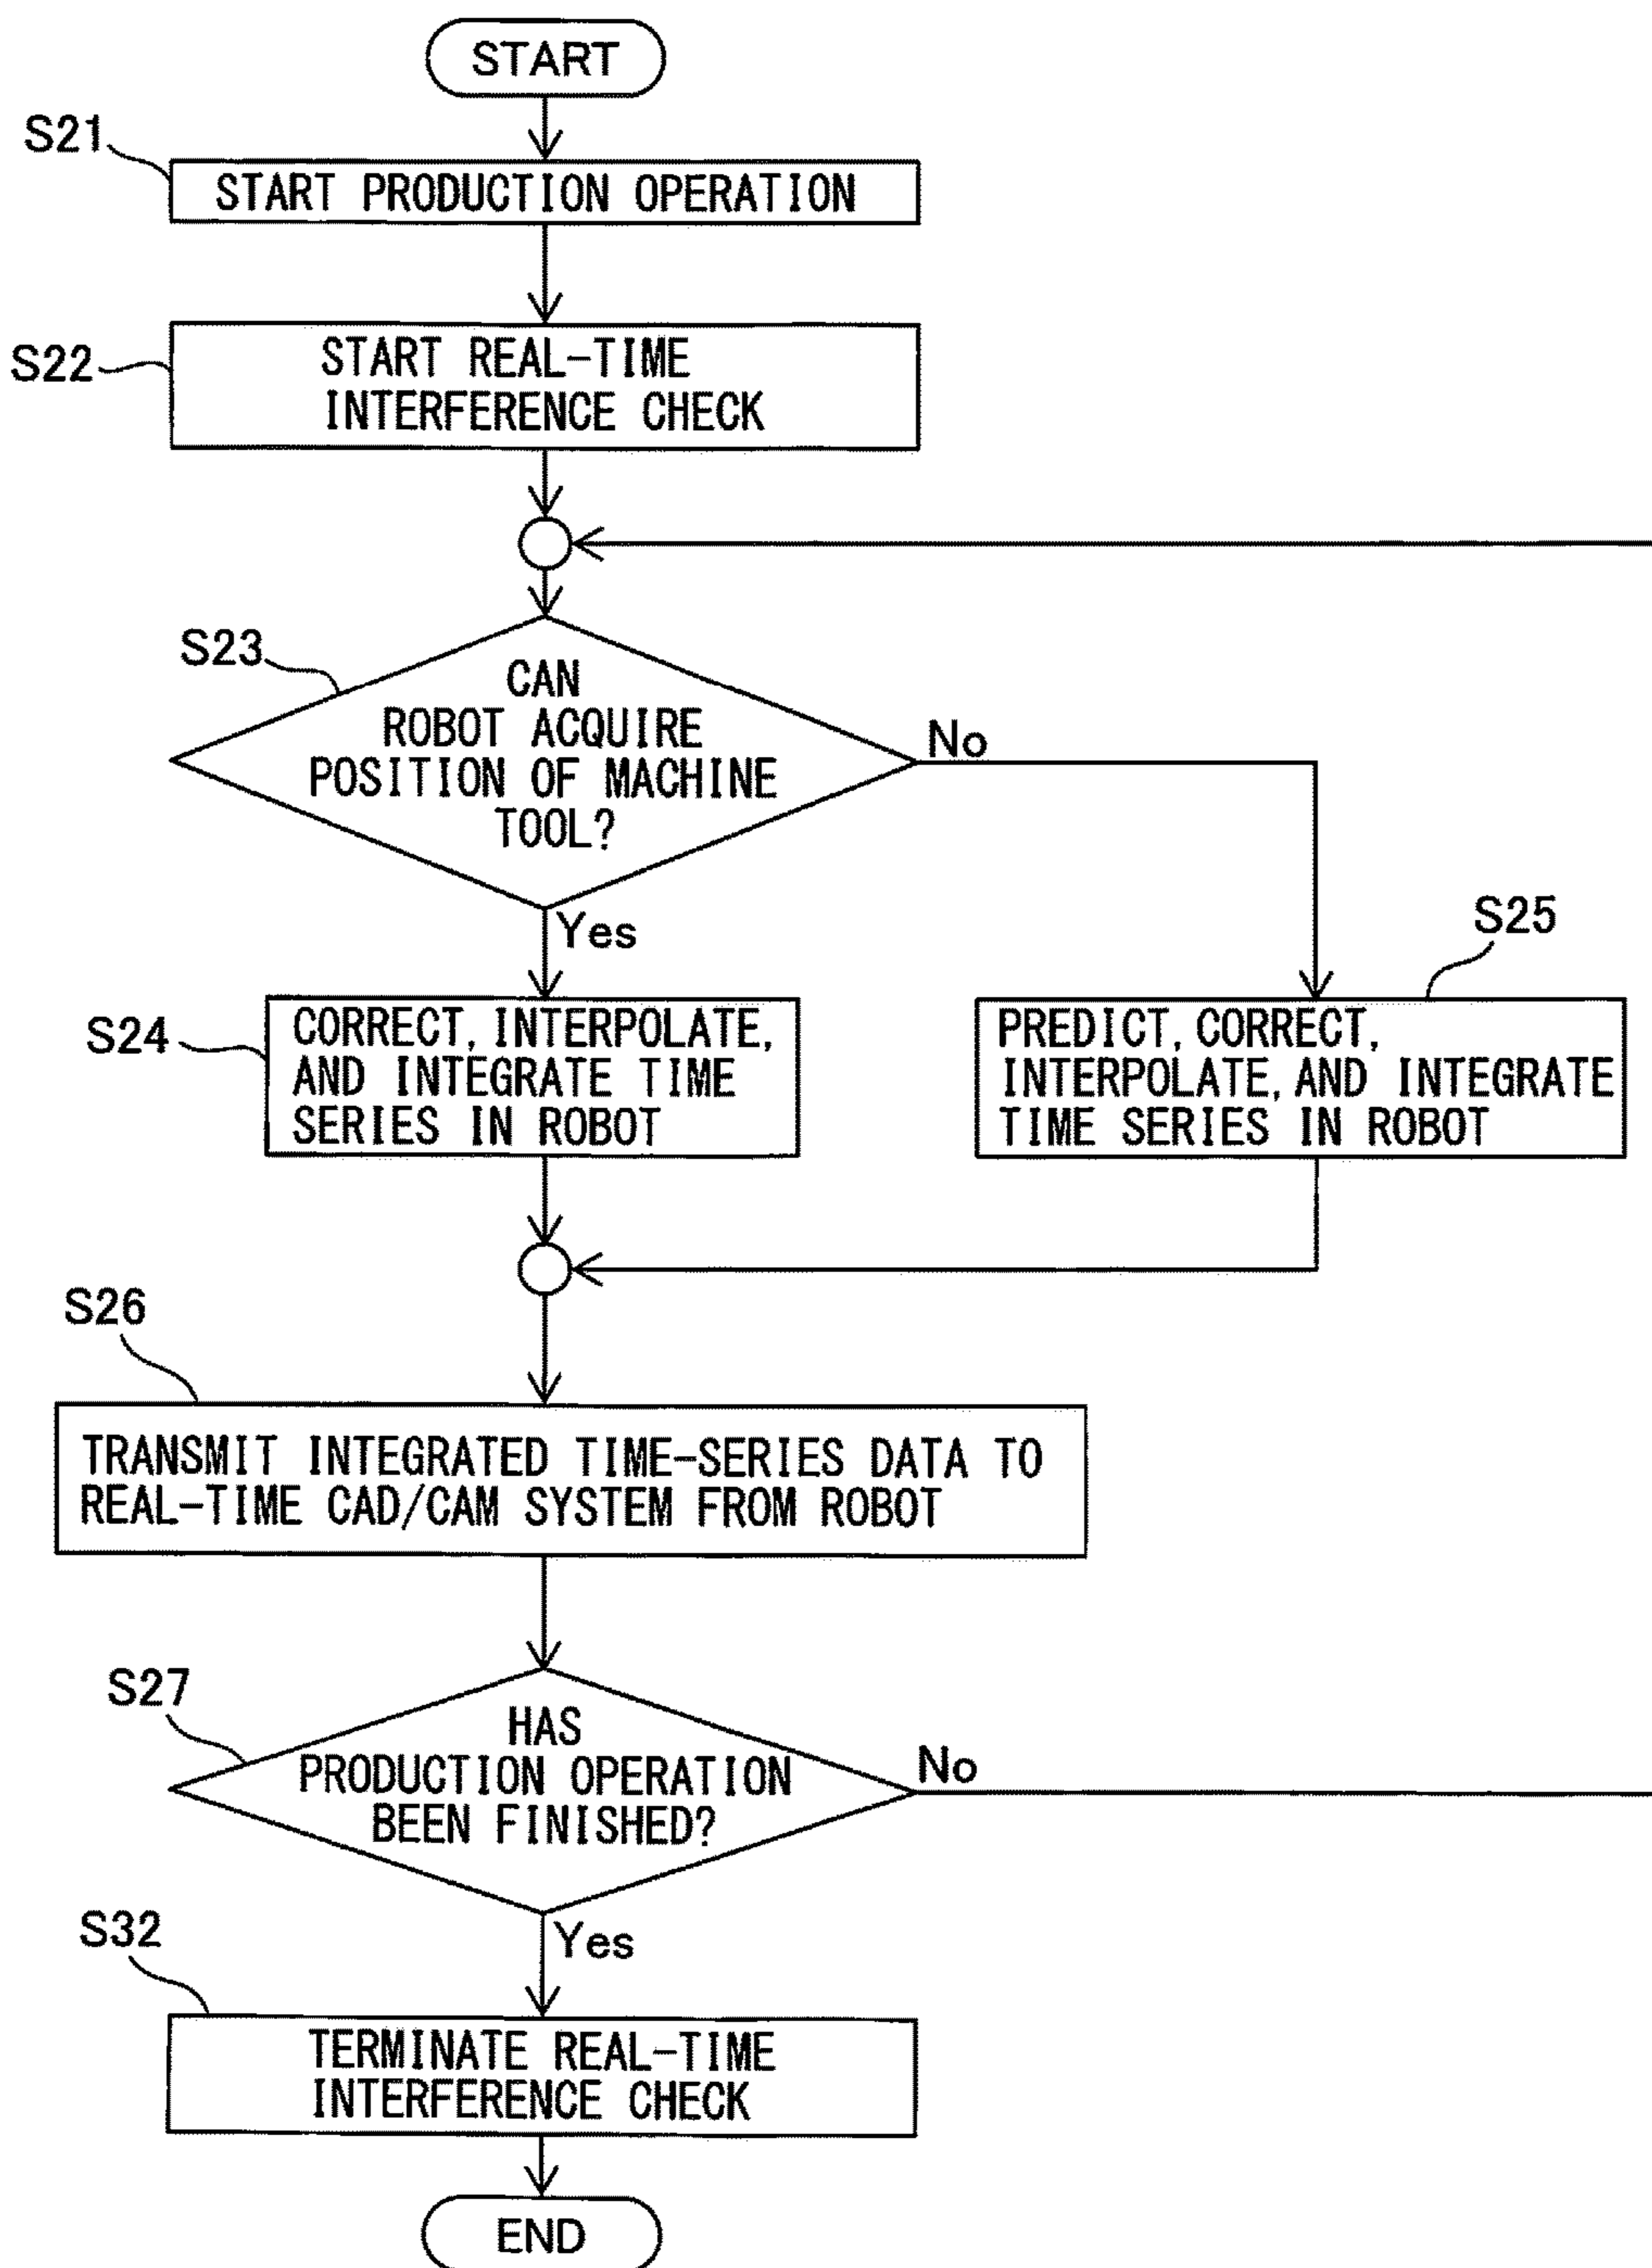 START
S21
START PRODUCTION OPERATION
S22
START REAL-TIME
INTERFERENCE CHECK
S23
CAN
ROBOT ACQUIRE
POSITION OF MACHINE
TOOL?
No
Yes
S24
CORRECT, INTERPOLATE,
AND INTEGRATE TIME
SERIES IN ROBOT
S25
PREDICT, CORRECT,
INTERPOLATE, AND INTEGRATE
TIME SERIES IN ROBOT
S26
TRANSMIT INTEGRATED TIME-SERIES DATA TO
REAL-TIME CAD/CAM SYSTEM FROM ROBOT
S27
HAS
PRODUCTION OPERATION
BEEN FINISHED?
No
Yes
S32
TERMINATE REAL-TIME
INTERFERENCE CHECK
END